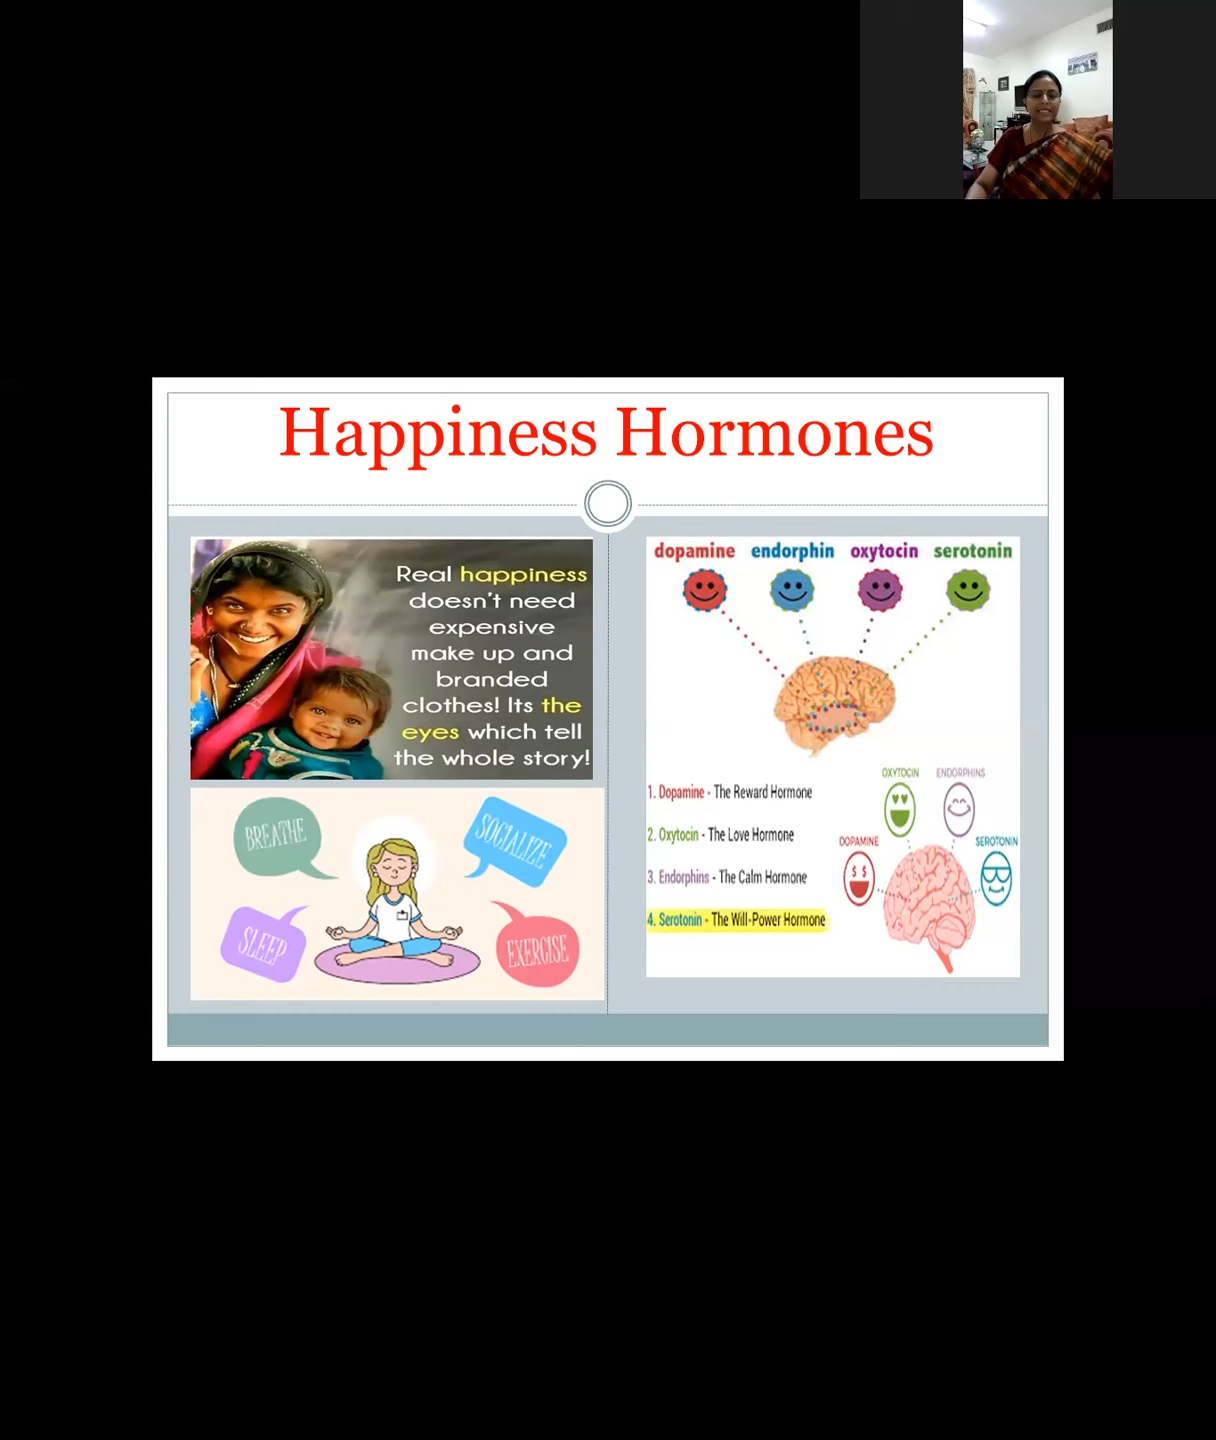 Happiness Hormones
Real happiness
doesn't need
expensive
make up and
branded
clothes! Its the
eyes which tell
the whole story!
BREATHE
SOCIALIZE
SLEEP
EXERCISE
dopamine endorphin oxytocin serotonin
1. Dopamine - The Reward Hormone
2. Oxytocin - The Love Hormone
3. Endorphins - The Calm Hormone
4. Serotonin - The Will-Power Hormone
OXYTOCIN ENDORPHINS
DOPAMINE SEROTONIN
$ $